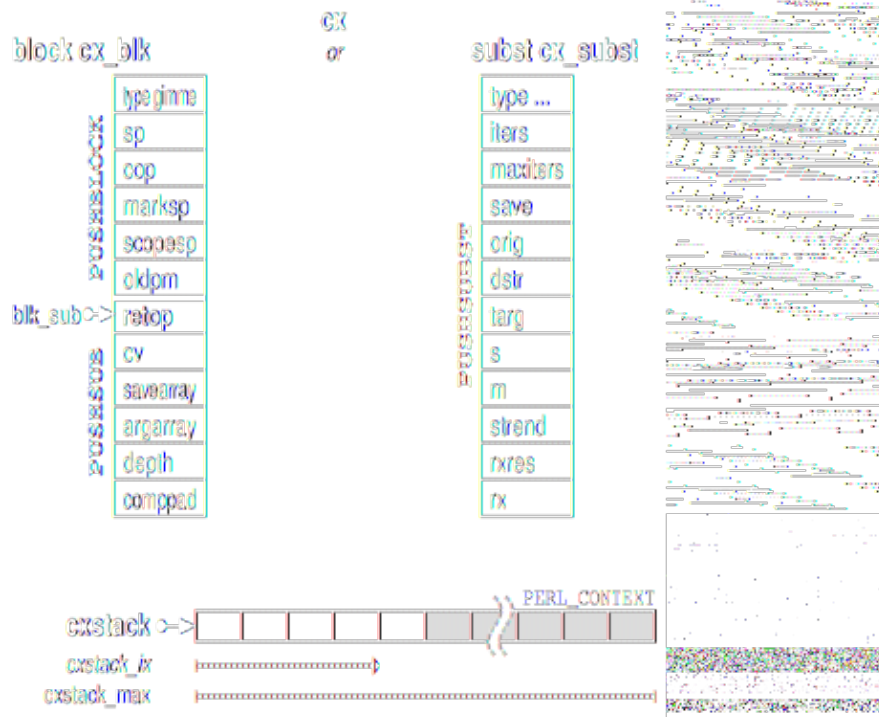 cx
block cx_blk or subst cx_subst
PUSHBLOCK
type gimme
sp
oop
marksp
scopesp
oldpm
blk_sub
retop
PUSHSUB
cv
savearray
argarray
depth
comppad
PUSHSUBST
type ...
iters
maxiters
save
orig
dstr
targ
s
m
strend
rxres
rx
PERL_CONTEXT
cxstack
cxstack_ix
cxstack_max